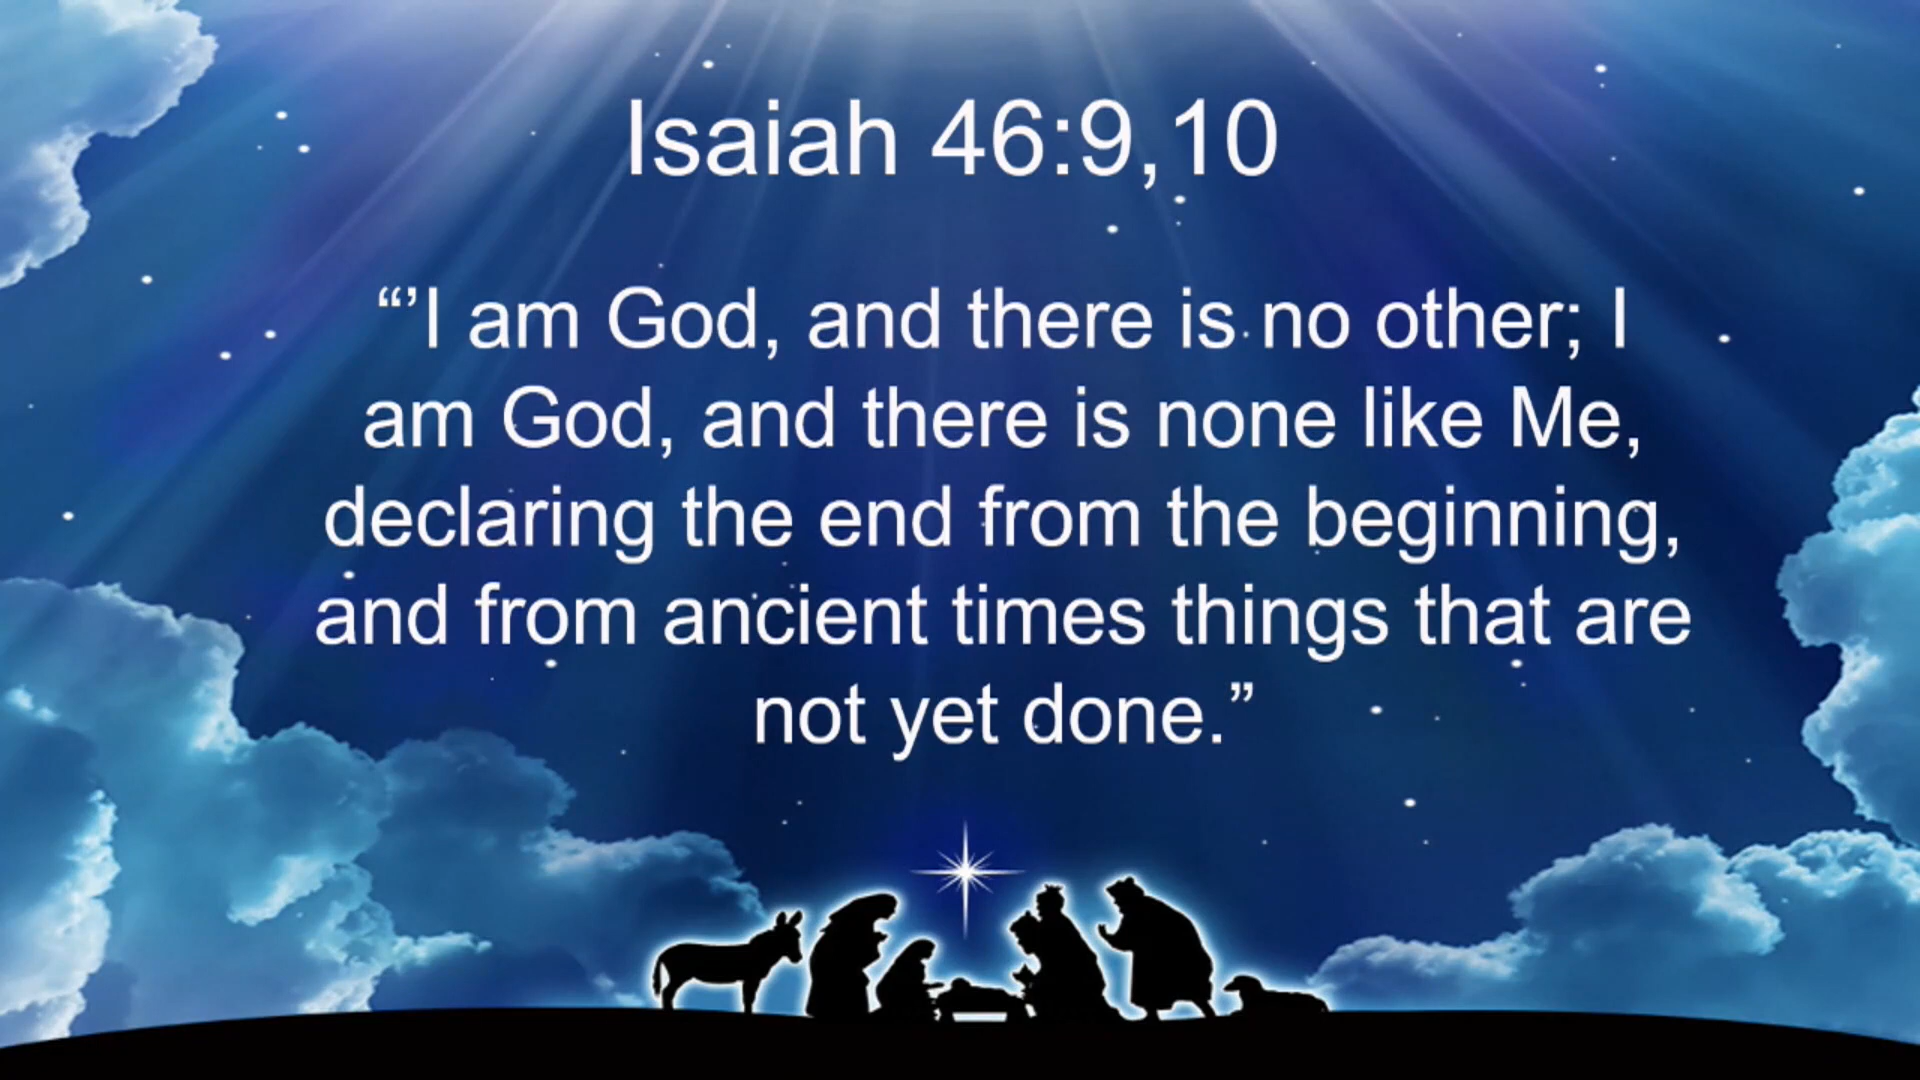 Isaiah 46:9,10
“’I am God, and there is no other; I
am God, and there is none like Me,
declaring the end from the beginning,
and from ancient times things that are
not yet done.”